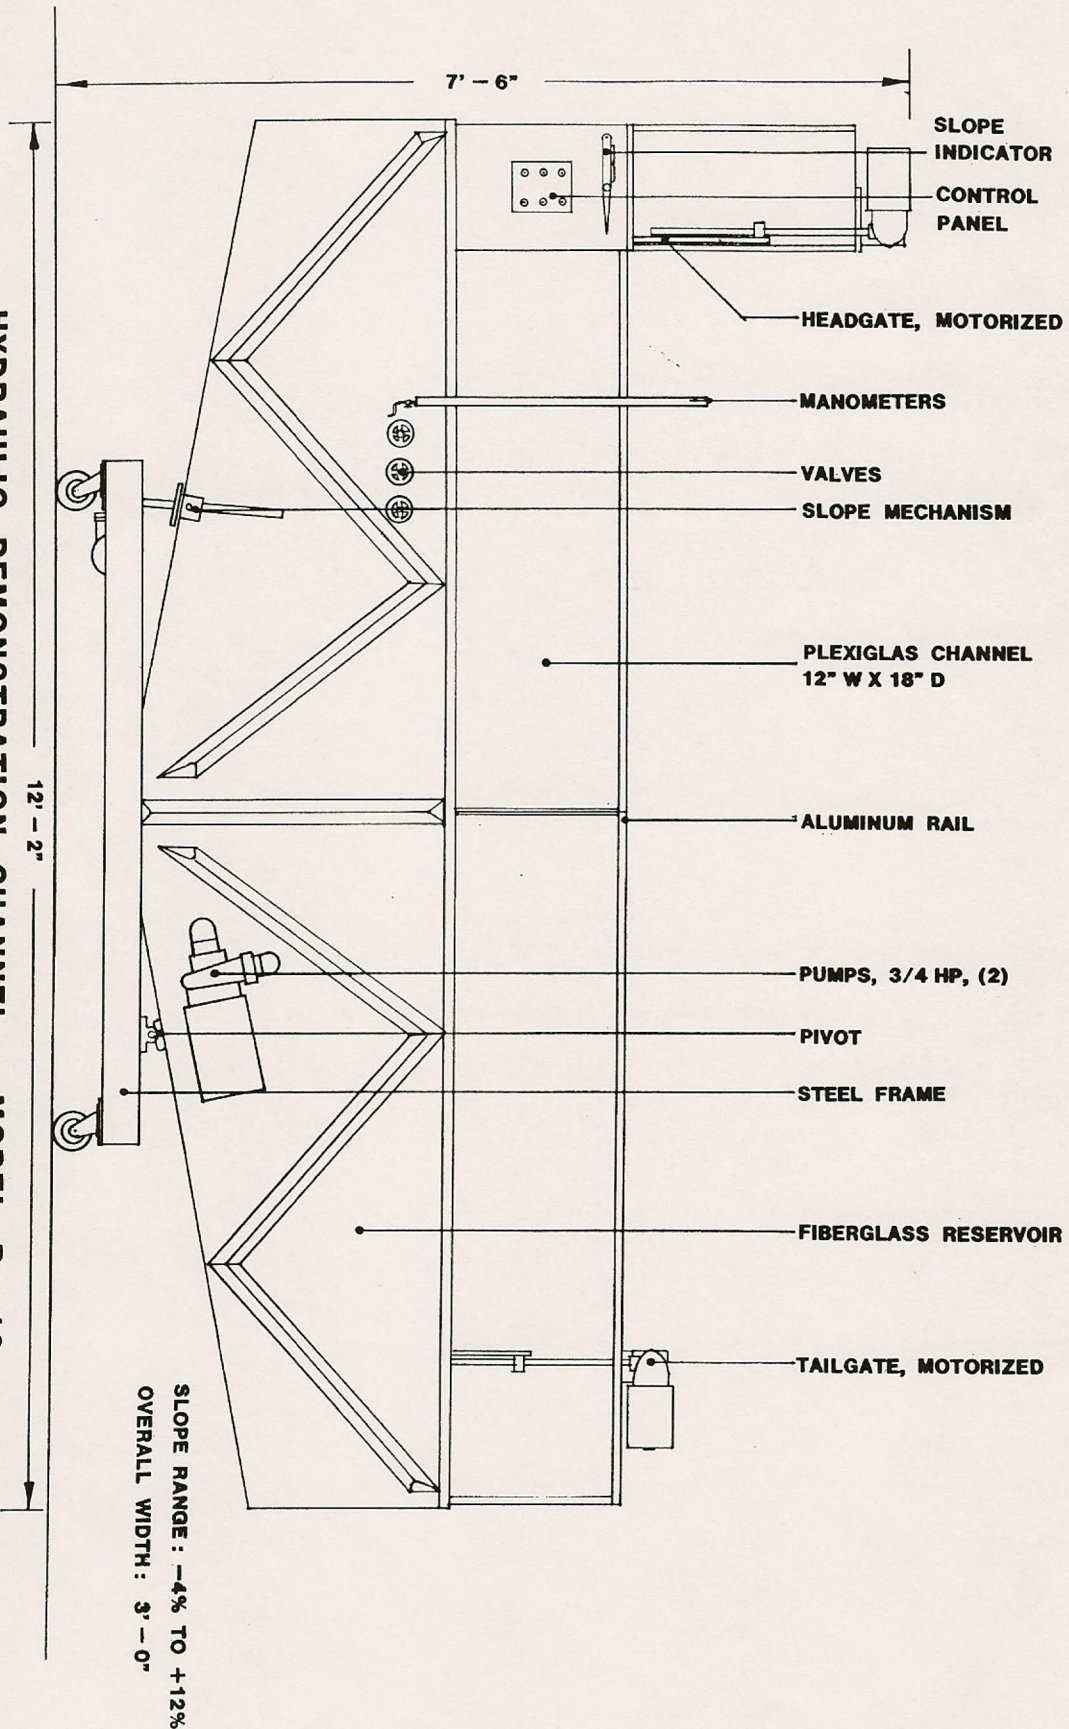 7' – 6"
SLOPE
INDICATOR
CONTROL
PANEL
HEADGATE, MOTORIZED
MANOMETERS
VALVES
SLOPE MECHANISM
PLEXIGLAS CHANNEL
12" W X 18" D
ALUMINUM RAIL
PUMPS, 3/4 HP, (2)
PIVOT
STEEL FRAME
FIBERGLASS RESERVOIR
TAILGATE, MOTORIZED
12' – 2"
SLOPE RANGE: –4% TO +12%
OVERALL WIDTH: 3' – 0"
HYDRAULIC DEMONSTRATION CHANNEL MODEL